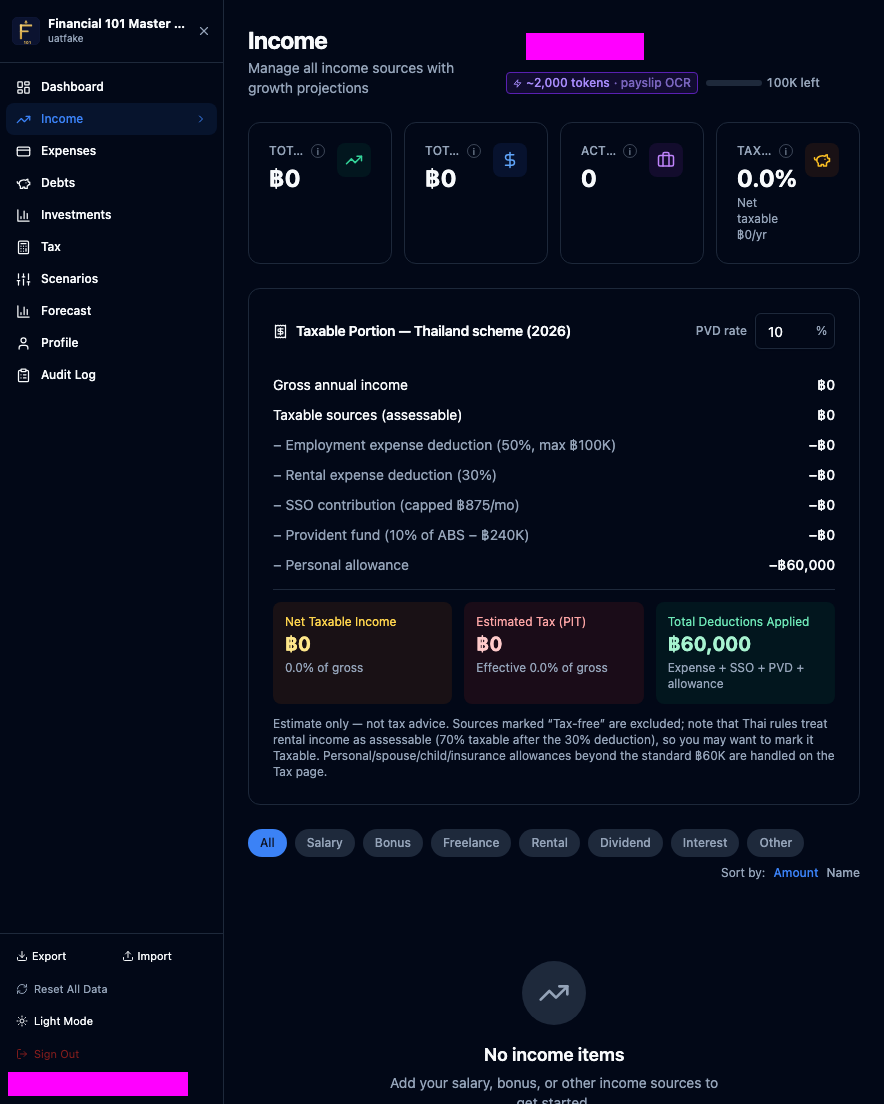 Financial 101 Master ...
uatfake
Dashboard
Income
Expenses
Debts
Investments
Tax
Scenarios
Forecast
Profile
Audit Log
Export
Import
Reset All Data
Light Mode
Sign Out
Income
Manage all income sources with
growth projections
~2,000 tokens · payslip OCR
100K left
TOT...
฿0
TOT...
฿0
ACT...
0
TAX...
0.0%
Net
taxable
฿0/yr
Taxable Portion — Thailand scheme (2026)
PVD rate
10 %
Gross annual income ฿0
Taxable sources (assessable) ฿0
– Employment expense deduction (50%, max ฿100K) –฿0
– Rental expense deduction (30%) –฿0
– SSO contribution (capped ฿875/mo) –฿0
– Provident fund (10% of ABS – ฿240K) –฿0
– Personal allowance –฿60,000
Net Taxable Income
฿0
0.0% of gross
Estimated Tax (PIT)
฿0
Effective 0.0% of gross
Total Deductions Applied
฿60,000
Expense + SSO + PVD +
allowance
Estimate only — not tax advice. Sources marked “Tax-free” are excluded; note that Thai rules treat
rental income as assessable (70% taxable after the 30% deduction), so you may want to mark it
Taxable. Personal/spouse/child/insurance allowances beyond the standard ฿60K are handled on the
Tax page.
All
Salary
Bonus
Freelance
Rental
Dividend
Interest
Other
Sort by: Amount Name
No income items
Add your salary, bonus, or other income sources to
get started